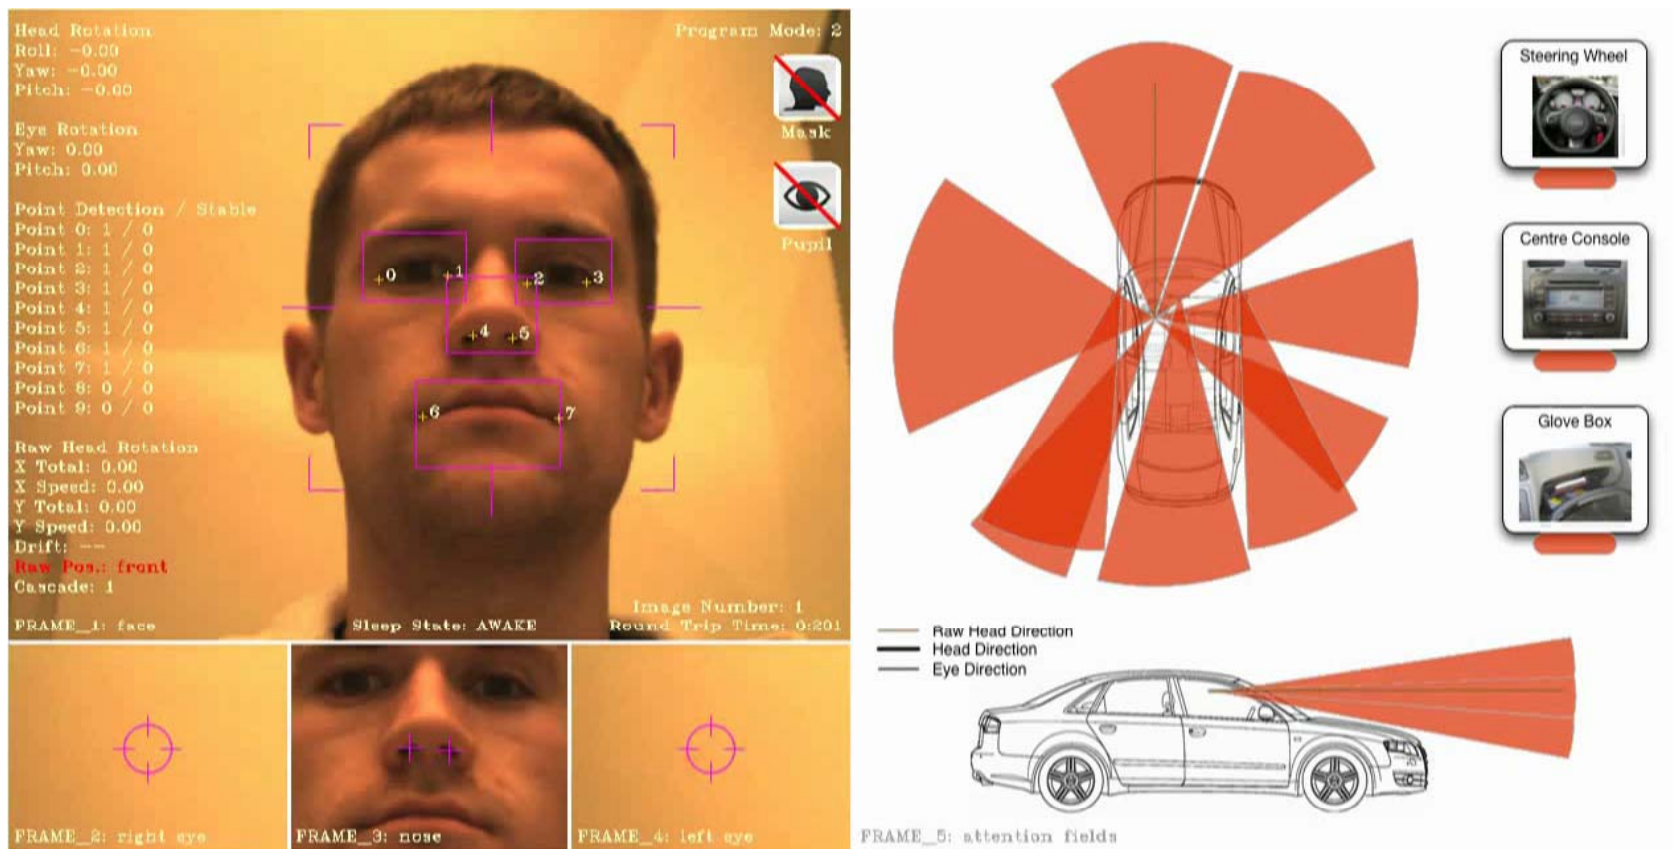 Head Rotation
Roll: -0.00
Yaw: -0.00
Pitch: -0.00
Eye Rotation
Yaw: 0.00
Pitch: 0.00
Point Detection / Stable
Point 0: 1 / 0
Point 1: 1 / 0
Point 2: 1 / 0
Point 3: 1 / 0
Point 4: 1 / 0
Point 5: 1 / 0
Point 6: 1 / 0
Point 7: 1 / 0
Point 8: 0 / 0
Point 9: 0 / 0
Raw Head Rotation
X Total: 0.00
X Speed: 0.00
Y Total: 0.00
Y Speed: 0.00
Drift: --
Raw Pos.: front
Cascade: 1
FRAME_1: face
Sleep State: AWAKE
Program Mode: 2
Mask
Pupil
0
1
2
3
4
5
6
7
Image Number: 1
Round Trip Time: 0:201
FRAME_2: right eye
FRAME_3: nose
FRAME_4: left eye
Steering Wheel
Centre Console
Glove Box
Raw Head Direction
Head Direction
Eye Direction
FRAME_5: attention fields